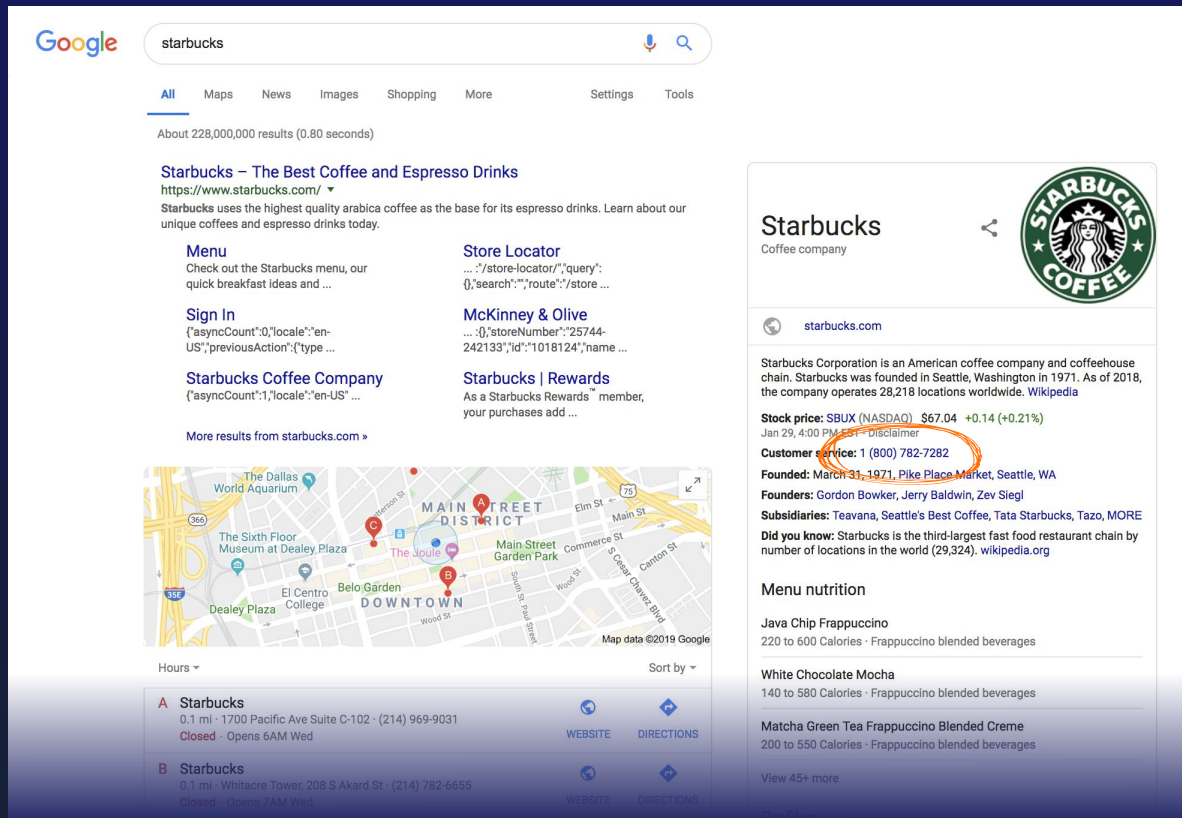 Google
starbucks
All Maps News Images Shopping More Settings Tools
About 228,000,000 results (0.80 seconds)
Starbucks – The Best Coffee and Espresso Drinks
https://www.starbucks.com/
Starbucks uses the highest quality arabica coffee as the base for its espresso drinks. Learn about our
unique coffees and espresso drinks today.
Menu
Check out the Starbucks menu, our
quick breakfast ideas and ...
Store Locator
... :"/store-locator/","query":
{},"search":"","route":"/store ...
Sign In
{"asyncCount":0,"locale":"en-
US","previousAction":{"type ...
McKinney & Olive
... :{},"storeNumber":"25744-
242133","id":"1018124","name ...
Starbucks Coffee Company
{"asyncCount":1,"locale":"en-US" ...
Starbucks | Rewards
As a Starbucks Rewards™ member,
your purchases add ...
More results from starbucks.com »
The Dallas
World Aquarium
366
The Sixth Floor
Museum at Dealey Plaza
35E
Dealey Plaza
El Centro
College
Belo Garden
DOWNTOWN
Wood St
MAIN STREET
DISTRICT
A
C
B
The Joule
Main Street
Garden Park
Elm St
Main St
75
Commerce St
Canton St
S Cesar Chavez Blvd
Wood St
South St. Paul Street
Map data ©2019 Google
Hours
Sort by
A Starbucks
0.1 mi · 1700 Pacific Ave Suite C-102 · (214) 969-9031
Closed · Opens 6AM Wed
WEBSITE DIRECTIONS
B Starbucks
0.1 mi · Whitacre Tower, 208 S Akard St · (214) 782-6655
Closed · Opens 7AM Wed
WEBSITE DIRECTIONS
Starbucks
Coffee company
STARBUCKS
COFFEE
starbucks.com
Starbucks Corporation is an American coffee company and coffeehouse
chain. Starbucks was founded in Seattle, Washington in 1971. As of 2018,
the company operates 28,218 locations worldwide. Wikipedia
Stock price: SBUX (NASDAQ) $67.04 +0.14 (+0.21%)
Jan 29, 4:00 PM EST · Disclaimer
Customer service: 1 (800) 782-7282
Founded: March 31, 1971, Pike Place Market, Seattle, WA
Founders: Gordon Bowker, Jerry Baldwin, Zev Siegl
Subsidiaries: Teavana, Seattle's Best Coffee, Tata Starbucks, Tazo, MORE
Did you know: Starbucks is the third-largest fast food restaurant chain by
number of locations in the world (29,324). wikipedia.org
Menu nutrition
Java Chip Frappuccino
220 to 600 Calories · Frappuccino blended beverages
White Chocolate Mocha
140 to 580 Calories · Frappuccino blended beverages
Matcha Green Tea Frappuccino Blended Creme
200 to 550 Calories · Frappuccino blended beverages
View 45+ more